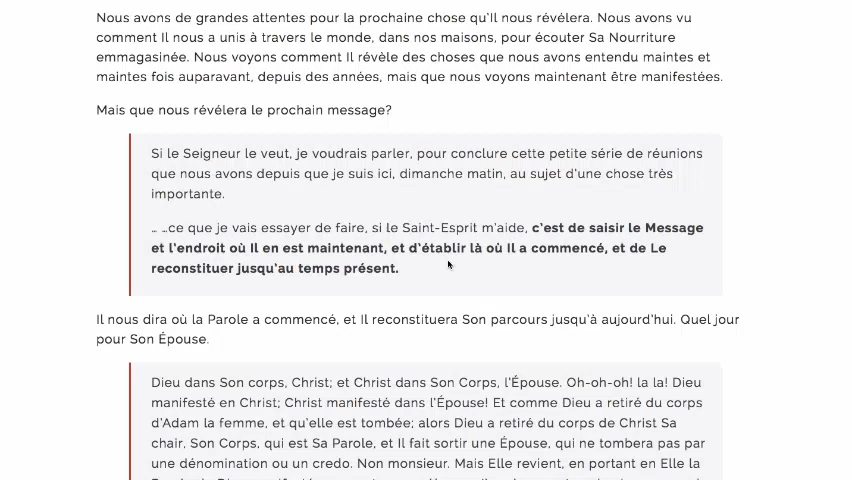 Nous avons de grandes attentes pour la prochaine chose qu'Il nous révélera. Nous avons vu
comment Il nous a unis à travers le monde, dans nos maisons, pour écouter Sa Nourriture
emmagasinée. Nous voyons comment Il révèle des choses que nous avons entendu maintes et
maintes fois auparavant, depuis des années, mais que nous voyons maintenant être manifestées.
Mais que nous révélera le prochain message?
Si le Seigneur le veut, je voudrais parler, pour conclure cette petite série de réunions
que nous avons depuis que je suis ici, dimanche matin, au sujet d'une chose très
importante.
… …ce que je vais essayer de faire, si le Saint-Esprit m'aide, c'est de saisir le Message
et l'endroit où Il en est maintenant, et d'établir là où Il a commencé, et de Le
reconstituer jusqu'au temps présent.
Il nous dira où la Parole a commencé, et Il reconstituera Son parcours jusqu'à aujourd'hui. Quel jour
pour Son Épouse.
Dieu dans Son corps, Christ; et Christ dans Son Corps, l'Épouse. Oh-oh-oh! la la! Dieu
manifesté en Christ; Christ manifesté dans l'Épouse! Et comme Dieu a retiré du corps
d'Adam la femme, et qu'elle est tombée; alors Dieu a retiré du corps de Christ Sa
chair, Son Corps, qui est Sa Parole, et Il fait sortir une Épouse, qui ne tombera pas par
une dénomination ou un credo. Non monsieur. Mais Elle revient, en portant en Elle la